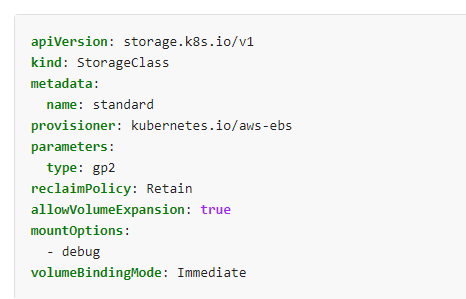 apiVersion: storage.k8s.io/v1
kind: StorageClass
metadata:
  name: standard
provisioner: kubernetes.io/aws-ebs
parameters:
  type: gp2
reclaimPolicy: Retain
allowVolumeExpansion: true
mountOptions:
  - debug
volumeBindingMode: Immediate